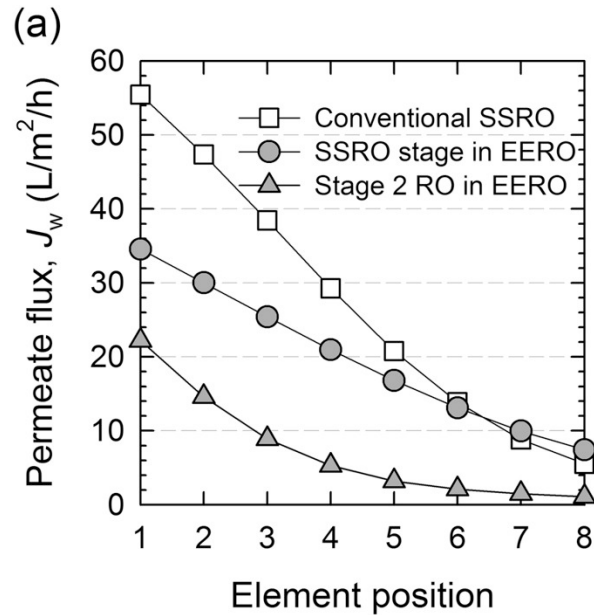 (a)
Permeate flux, J_w (L/m²/h)
60
50
40
30
20
10
0
Conventional SSRO
SSRO stage in EERO
Stage 2 RO in EERO
1 2 3 4 5 6 7 8
Element position